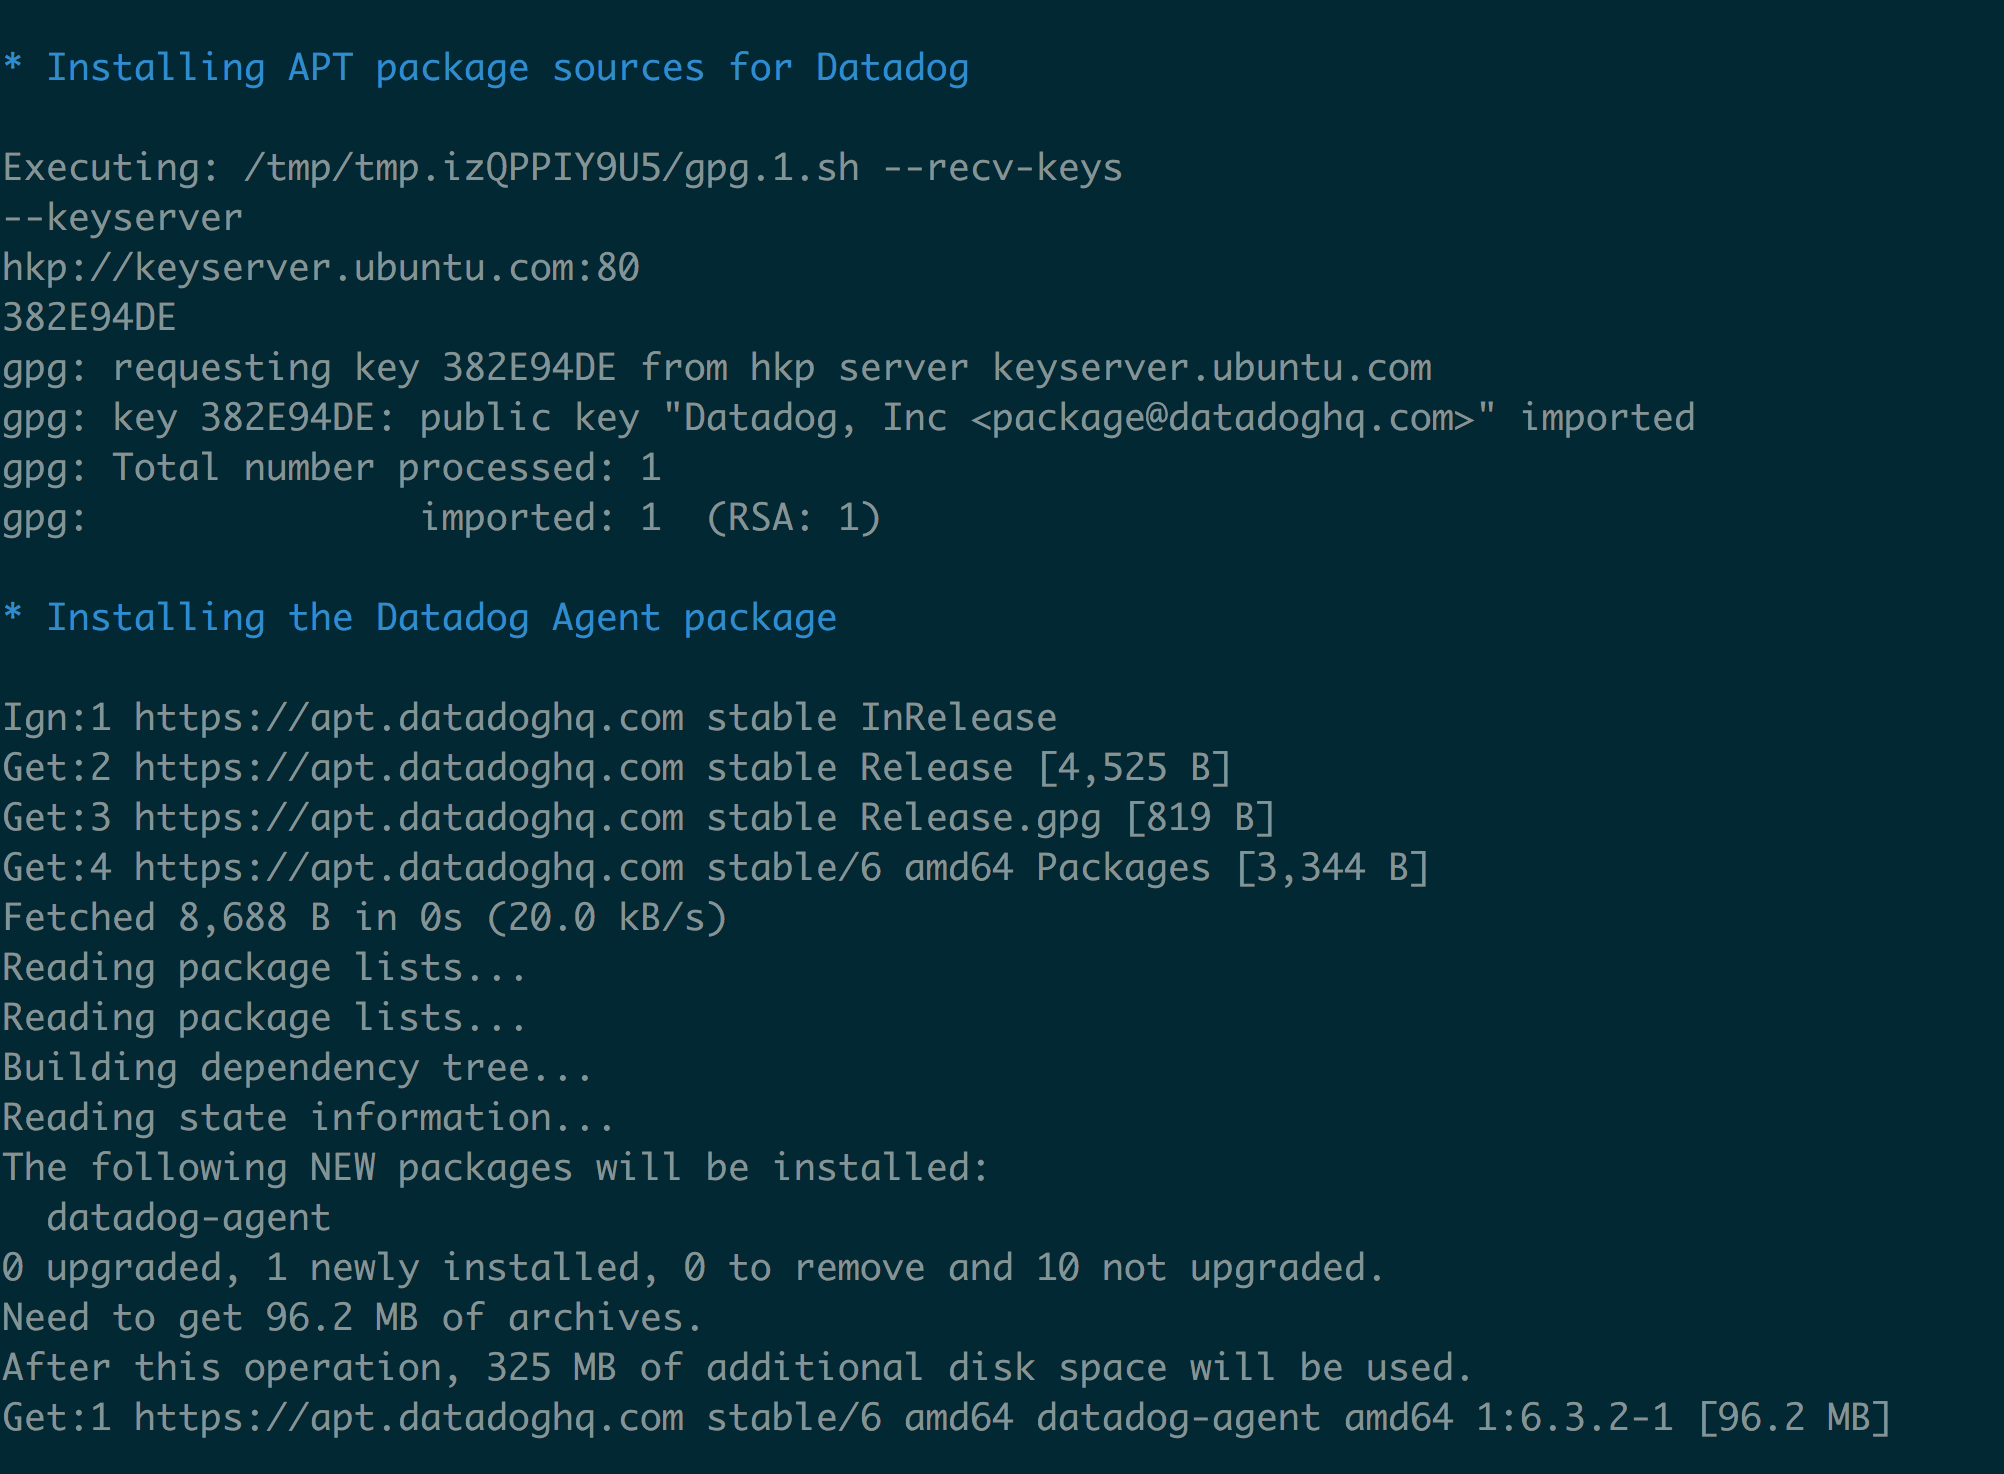 * Installing APT package sources for Datadog
Executing: /tmp/tmp.izQPPIY9U5/gpg.1.sh --recv-keys
--keyserver
hkp://keyserver.ubuntu.com:80
382E94DE
gpg: requesting key 382E94DE from hkp server keyserver.ubuntu.com
gpg: key 382E94DE: public key "Datadog, Inc <package@datadoghq.com>" imported
gpg: Total number processed: 1
gpg:               imported: 1  (RSA: 1)
* Installing the Datadog Agent package
Ign:1 https://apt.datadoghq.com stable InRelease
Get:2 https://apt.datadoghq.com stable Release [4,525 B]
Get:3 https://apt.datadoghq.com stable Release.gpg [819 B]
Get:4 https://apt.datadoghq.com stable/6 amd64 Packages [3,344 B]
Fetched 8,688 B in 0s (20.0 kB/s)
Reading package lists...
Reading package lists...
Building dependency tree...
Reading state information...
The following NEW packages will be installed:
  datadog-agent
0 upgraded, 1 newly installed, 0 to remove and 10 not upgraded.
Need to get 96.2 MB of archives.
After this operation, 325 MB of additional disk space will be used.
Get:1 https://apt.datadoghq.com stable/6 amd64 datadog-agent amd64 1:6.3.2-1 [96.2 MB]